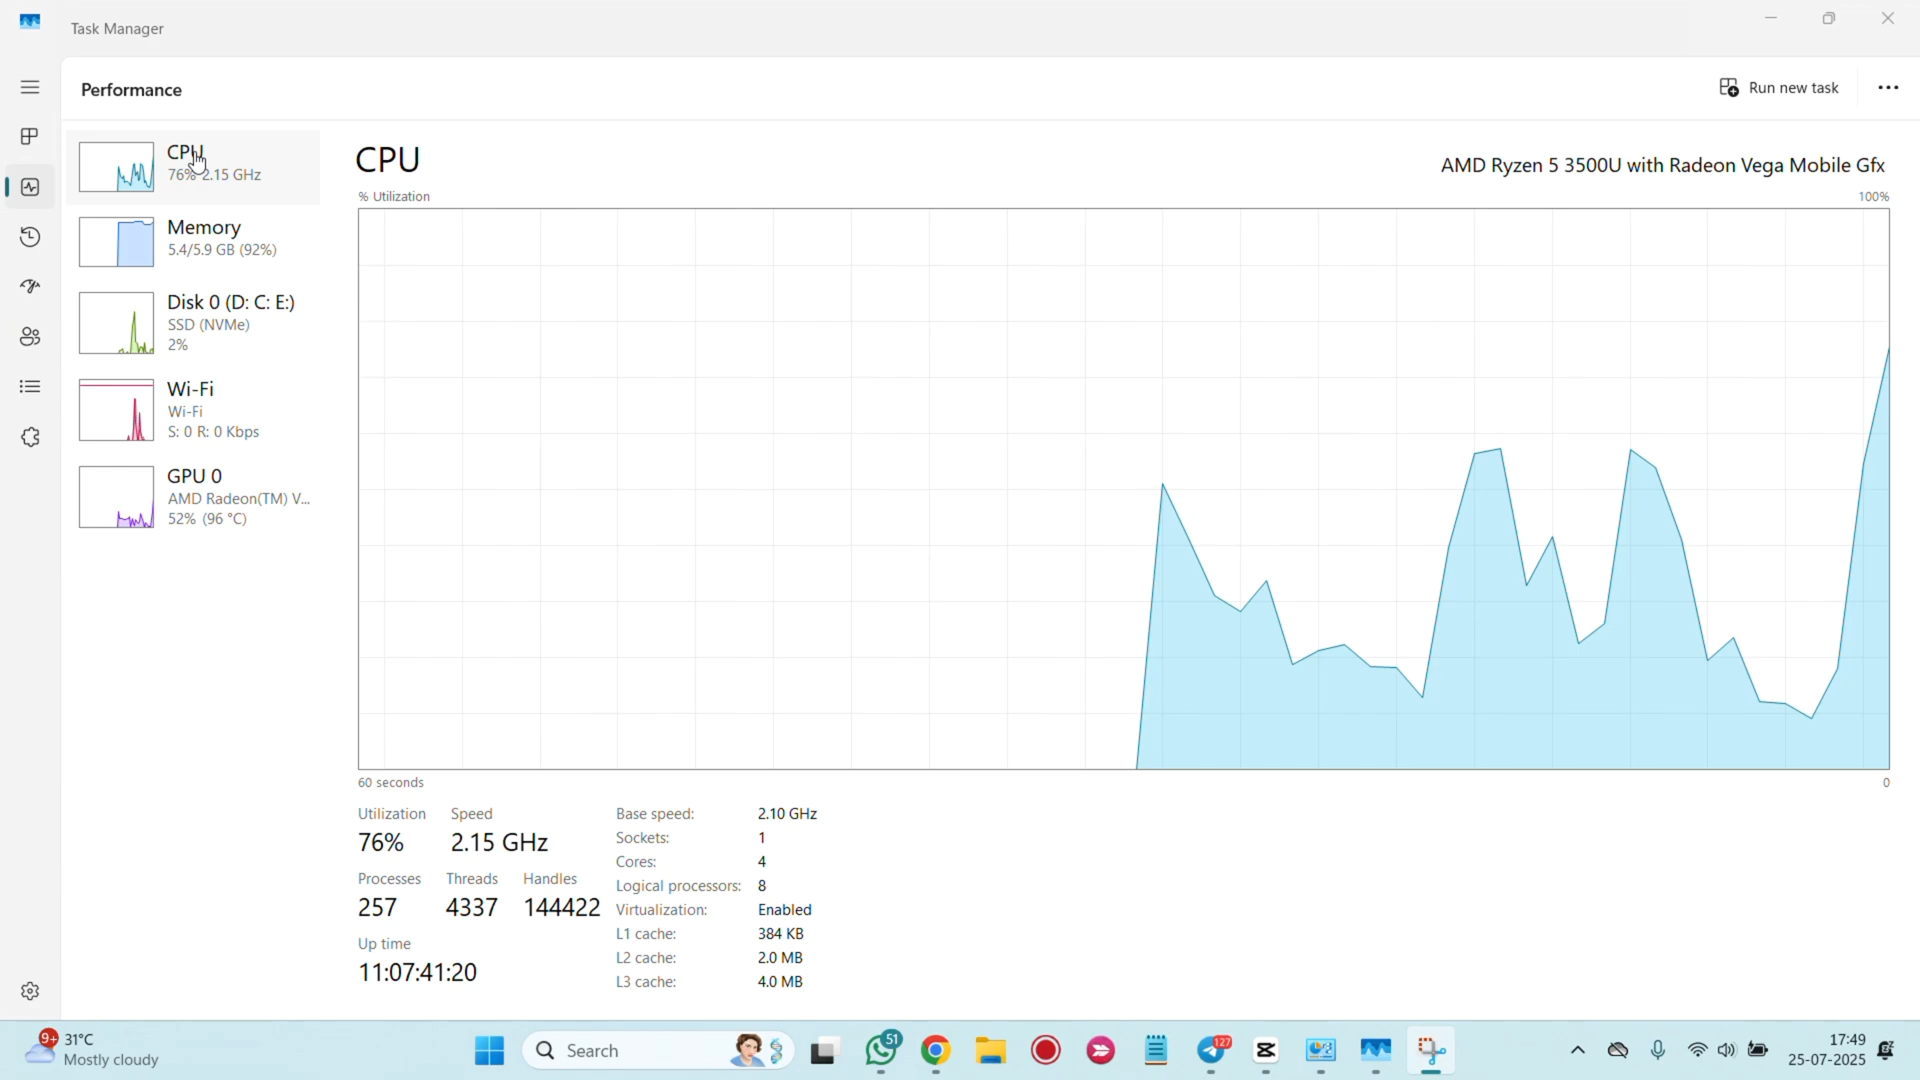 Task Manager
Performance
Run new task
CPU
76% 2.15 GHz
Memory
5.4/5.9 GB (92%)
Disk 0 (D: C: E:)
SSD (NVMe)
2%
Wi-Fi
Wi-Fi
S: 0 R: 0 Kbps
GPU 0
AMD Radeon(TM) V...
52% (96 °C)
CPU
AMD Ryzen 5 3500U with Radeon Vega Mobile Gfx
% Utilization
100%
60 seconds
0
Utilization
Speed
76%
2.15 GHz
Processes
Threads
Handles
257
4337
144422
Up time
11:07:41:20
Base speed: 2.10 GHz
Sockets: 1
Cores: 4
Logical processors: 8
Virtualization: Enabled
L1 cache: 384 KB
L2 cache: 2.0 MB
L3 cache: 4.0 MB
9+
31°C
Mostly cloudy
Search
51
127
17:49
25-07-2025